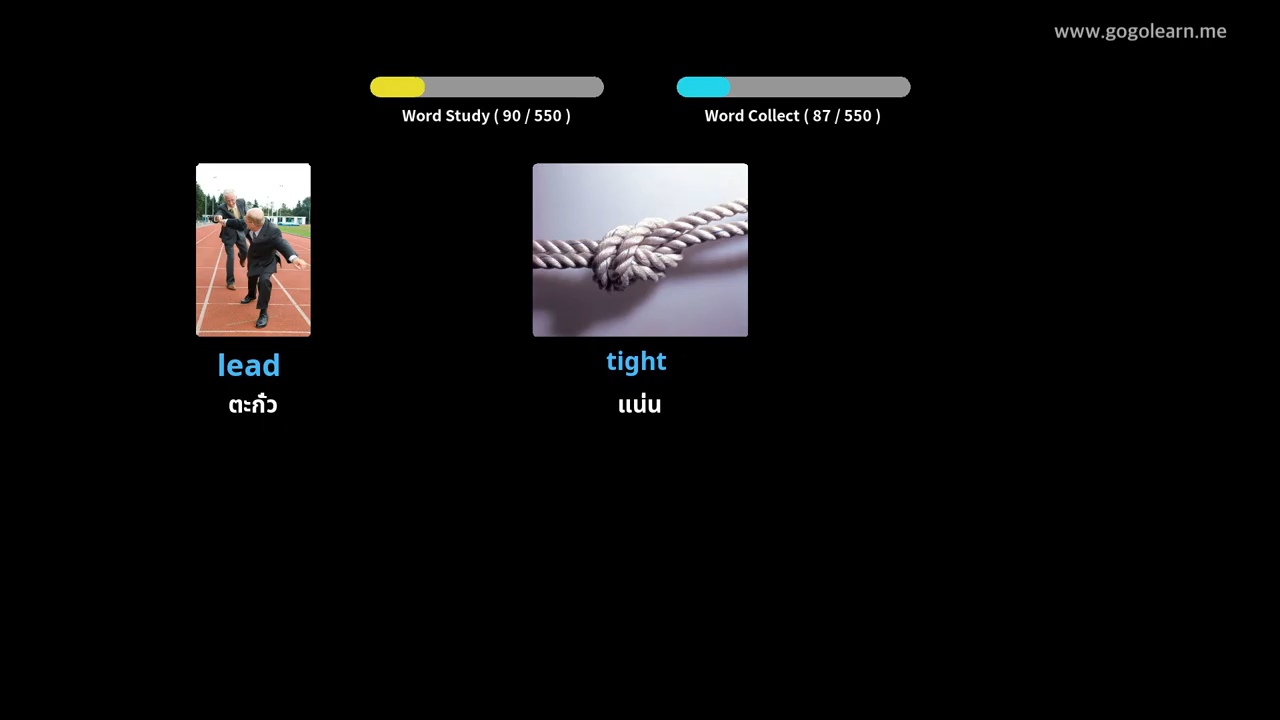 www.gogolearn.me
Word Study ( 90 / 550 )
Word Collect ( 87 / 550 )
lead
ตะกั่ว
tight
แน่น